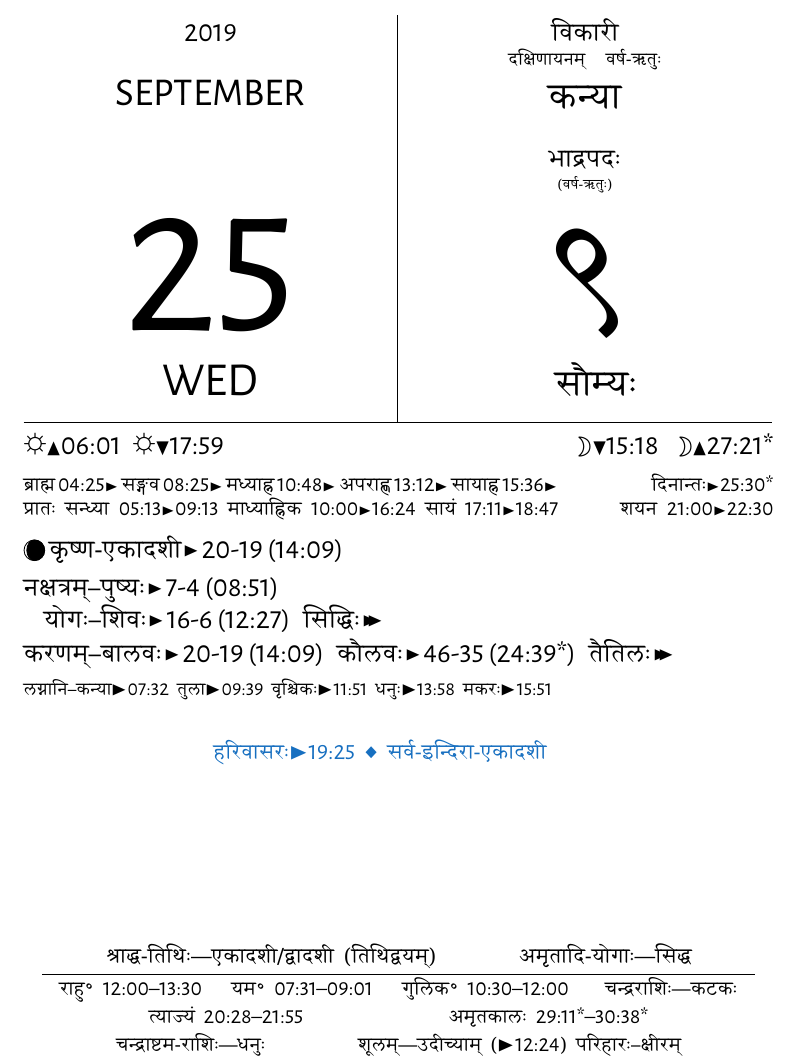 2019
SEPTEMBER
25
WED
विकारी
दक्षिणायनम् वर्ष-ऋतुः
कन्या
भाद्रपदः
(वर्ष-ऋतुः)
९
सौम्यः
☼▲06:01 ☼▼17:59 ☽▼15:18 ☽▲27:21*
ब्राह्म 04:25► सङ्गव 08:25► मध्याह्न 10:48► अपराह्ण 13:12► सायाह्न 15:36► दिनान्तः►25:30*
प्रातः सन्ध्या 05:13►09:13 माध्याह्निक 10:00►16:24 सायं 17:11►18:47 शयन 21:00►22:30
कृष्ण-एकादशी►20-19 (14:09)
नक्षत्रम्–पुष्यः►7-4 (08:51)
योगः–शिवः►16-6 (12:27) सिद्धिः►►
करणम्–बालवः►20-19 (14:09) कौलवः►46-35 (24:39*) तैतिलः►►
लग्नानि–कन्या►07:32 तुला►09:39 वृश्चिकः►11:51 धनुः►13:58 मकरः►15:51
हरिवासरः►19:25 ◆ सर्व-इन्दिरा-एकादशी
श्राद्ध-तिथिः—एकादशी/द्वादशी (तिथिद्वयम्) अमृतादि-योगाः—सिद्ध
राहु॰ 12:00–13:30 यम॰ 07:31–09:01 गुलिक॰ 10:30–12:00 चन्द्रराशिः—कटकः
त्याज्यं 20:28–21:55 अमृतकालः 29:11*–30:38*
चन्द्राष्टम-राशिः—धनुः शूलम्—उदीच्याम् (►12:24) परिहारः–क्षीरम्